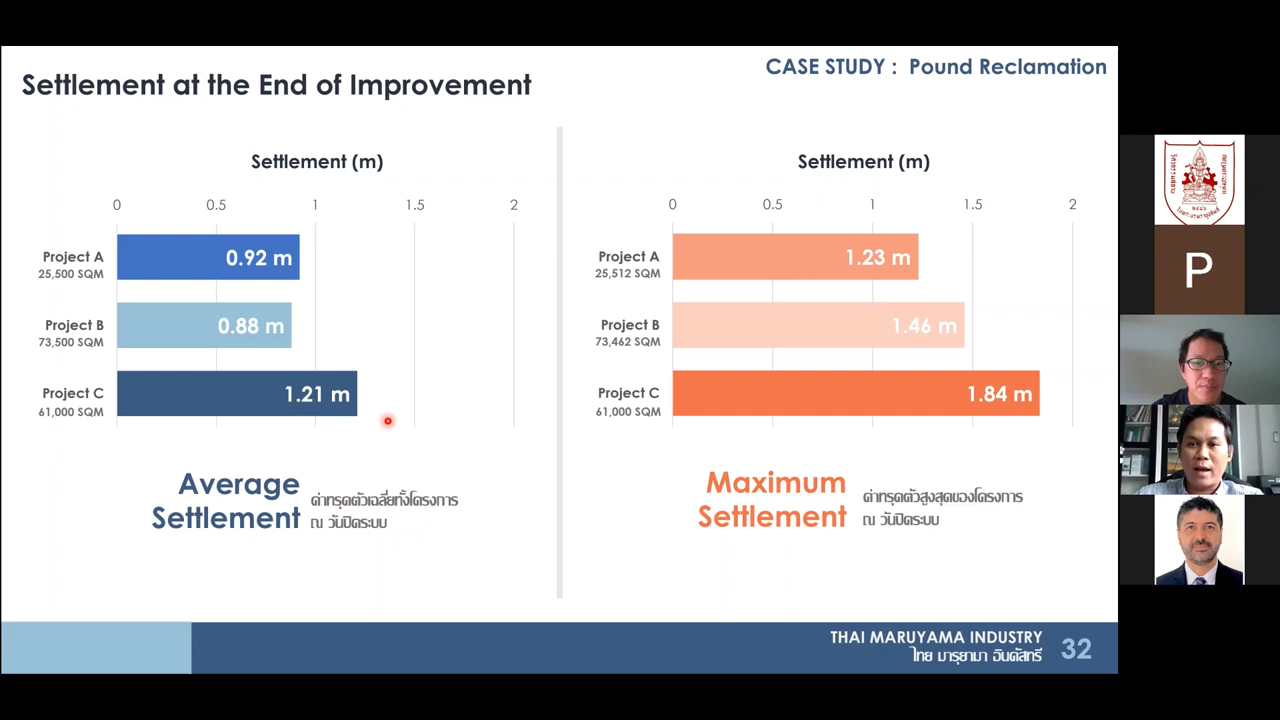 Settlement at the End of Improvement
CASE STUDY : Pound Reclamation
Settlement (m)
0 0.5 1 1.5 2
Project A
25,500 SQM
0.92 m
Project B
73,500 SQM
0.88 m
Project C
61,000 SQM
1.21 m
Average
Settlement
ค่าทรุดตัวเฉลี่ยทั้งโครงการ
ณ วันปิดระบบ
Settlement (m)
0 0.5 1 1.5 2
Project A
25,512 SQM
1.23 m
Project B
73,462 SQM
1.46 m
Project C
61,000 SQM
1.84 m
Maximum
Settlement
ค่าทรุดตัวสูงสุดของโครงการ
ณ วันปิดระบบ
THAI MARUYAMA INDUSTRY
ไทย มารุยามา อินดัสทรี
32
P